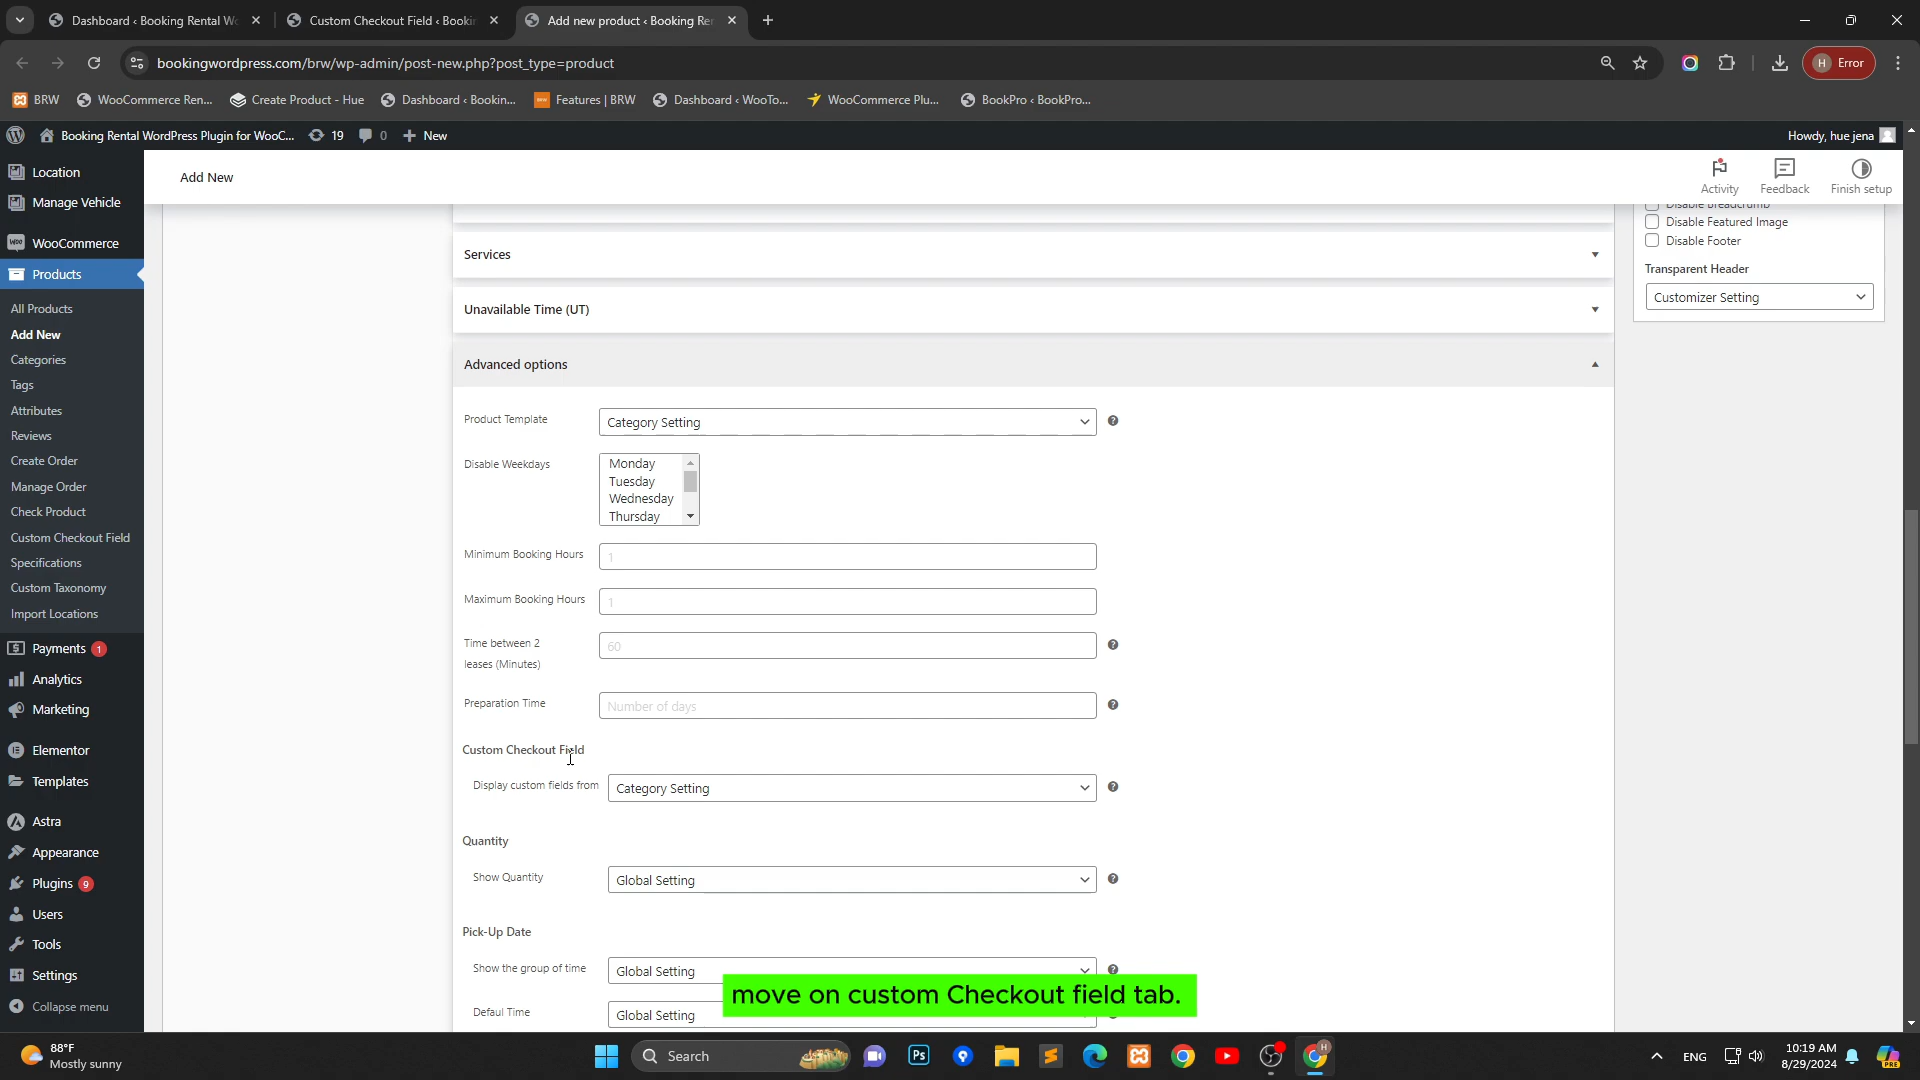 Dashboard ‹ Booking Rental Wo
Custom Checkout Field ‹ Bookin
Add new product ‹ Booking Ren
bookingwordpress.com/brw/wp-admin/post-new.php?post_type=product
H Error
BRW
WooCommerce Ren...
Create Product - Hue
Dashboard ‹ Bookin...
Features | BRW
Dashboard ‹ WooTo...
WooCommerce Plu...
BookPro ‹ BookPro...
Booking Rental WordPress Plugin for WooC...
19
0
New
Howdy, hue jena
Location
Manage Vehicle
WooCommerce
Products
All Products
Add New
Categories
Tags
Attributes
Reviews
Create Order
Manage Order
Check Product
Custom Checkout Field
Specifications
Custom Taxonomy
Import Locations
Payments 1
Analytics
Marketing
Elementor
Templates
Astra
Appearance
Plugins 9
Users
Tools
Settings
Collapse menu
Add New
Activity
Feedback
Finish setup
Disable Breadcrumb
Disable Featured Image
Disable Footer
Transparent Header
Customizer Setting
Services
Unavailable Time (UT)
Advanced options
Product Template
Category Setting
Disable Weekdays
Monday
Tuesday
Wednesday
Thursday
Minimum Booking Hours
1
Maximum Booking Hours
1
Time between 2
leases (Minutes)
60
Preparation Time
Number of days
Custom Checkout Field
Display custom fields from
Category Setting
Quantity
Show Quantity
Global Setting
Pick-Up Date
Show the group of time
Global Setting
Defaul Time
Global Setting
move on custom Checkout field tab.
88°F
Mostly sunny
Search
Ps
H
ENG
10:19 AM
8/29/2024
PRE